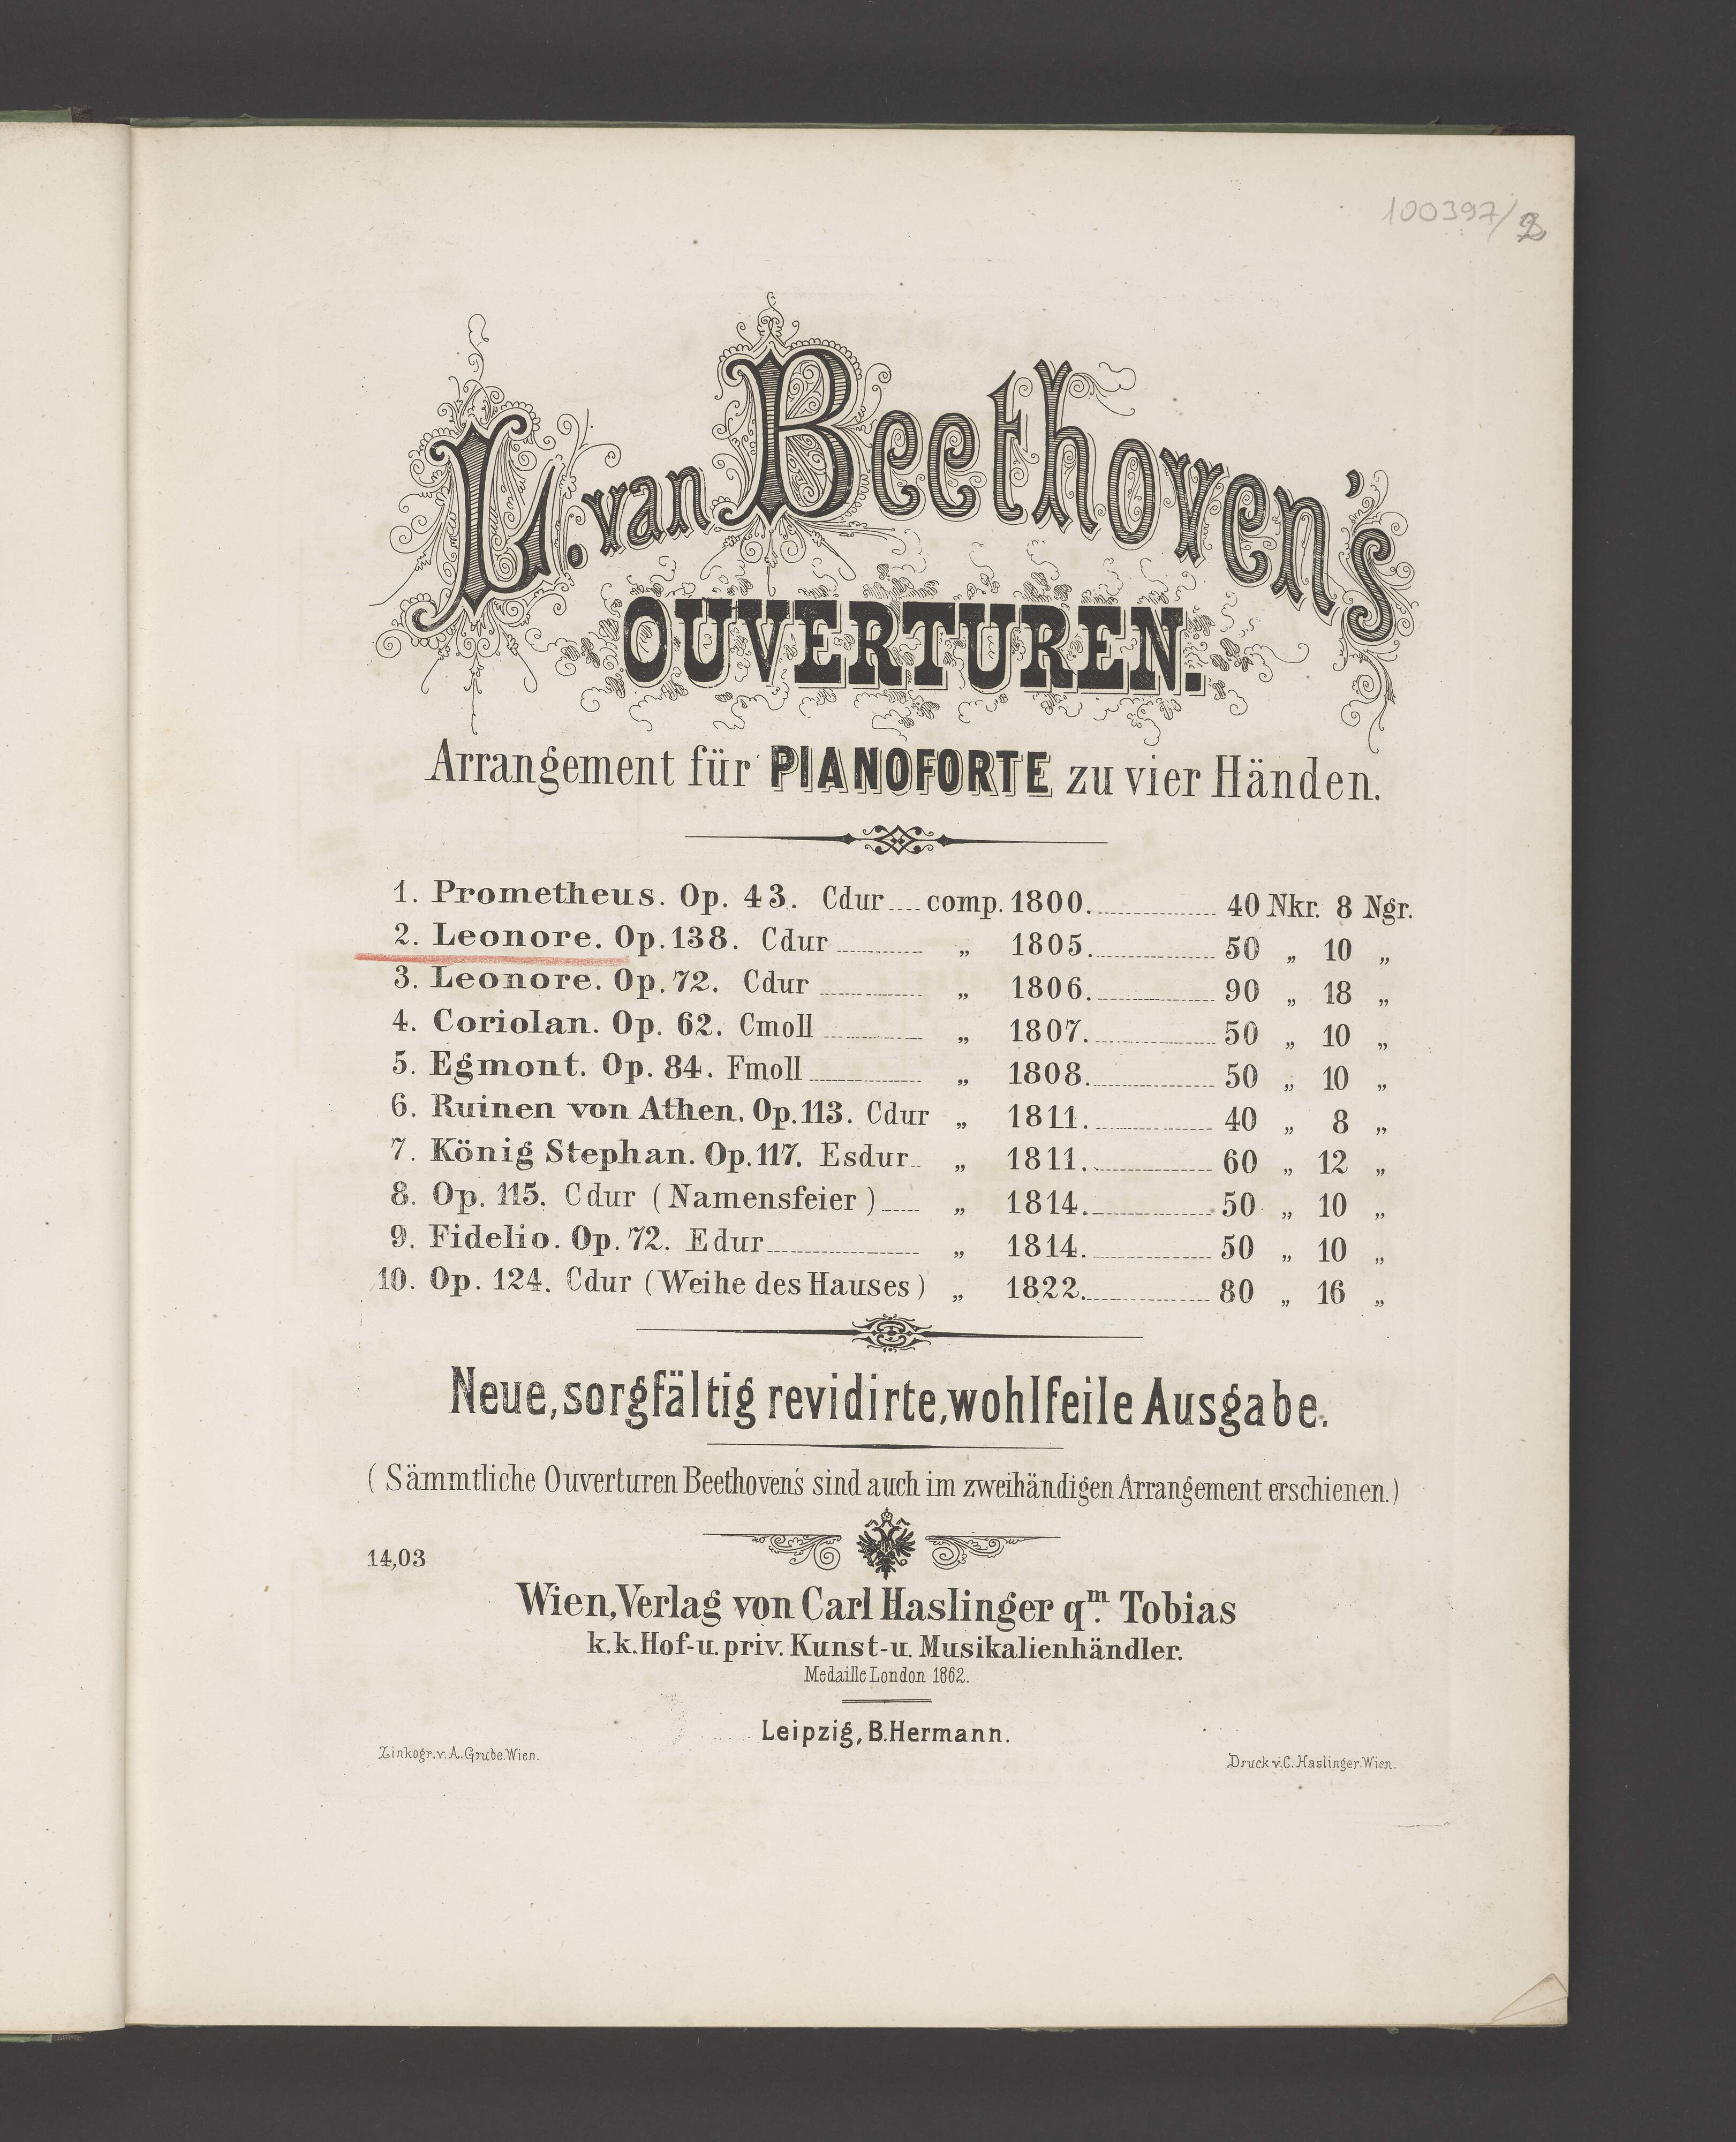 100397/2
L. van Beethoven's
OUVERTUREN.
Arrangement für PIANOFORTE zu vier Händen.
1. Prometheus. Op. 43. Cdur .... comp. 1800. .... 40 Nkr. 8 Ngr.
2. Leonore. Op. 138. Cdur .... „ 1805. .... 50 „ 10 „
3. Leonore. Op. 72. Cdur .... „ 1806. .... 90 „ 18 „
4. Coriolan. Op. 62. Cmoll .... „ 1807. .... 50 „ 10 „
5. Egmont. Op. 84. Fmoll .... „ 1808. .... 50 „ 10 „
6. Ruinen von Athen. Op. 113. Cdur „ 1811. .... 40 „ 8 „
7. König Stephan. Op. 117. Esdur .. „ 1811. .... 60 „ 12 „
8. Op. 115. Cdur (Namensfeier) .... „ 1814. .... 50 „ 10 „
9. Fidelio. Op. 72. Edur .... „ 1814. .... 50 „ 10 „
10. Op. 124. Cdur (Weihe des Hauses) „ 1822. .... 80 „ 16 „
Neue, sorgfältig revidirte, wohlfeile Ausgabe.
(Sämmtliche Ouverturen Beethoven's sind auch im zweihändigen Arrangement erschienen.)
14,03
Wien, Verlag von Carl Haslinger qm. Tobias
k. k. Hof- u. priv. Kunst- u. Musikalienhändler.
Medaille London 1862.
Leipzig, B. Hermann.
Zinkogr. v. A. Grube. Wien.
Druck v. C. Haslinger. Wien.